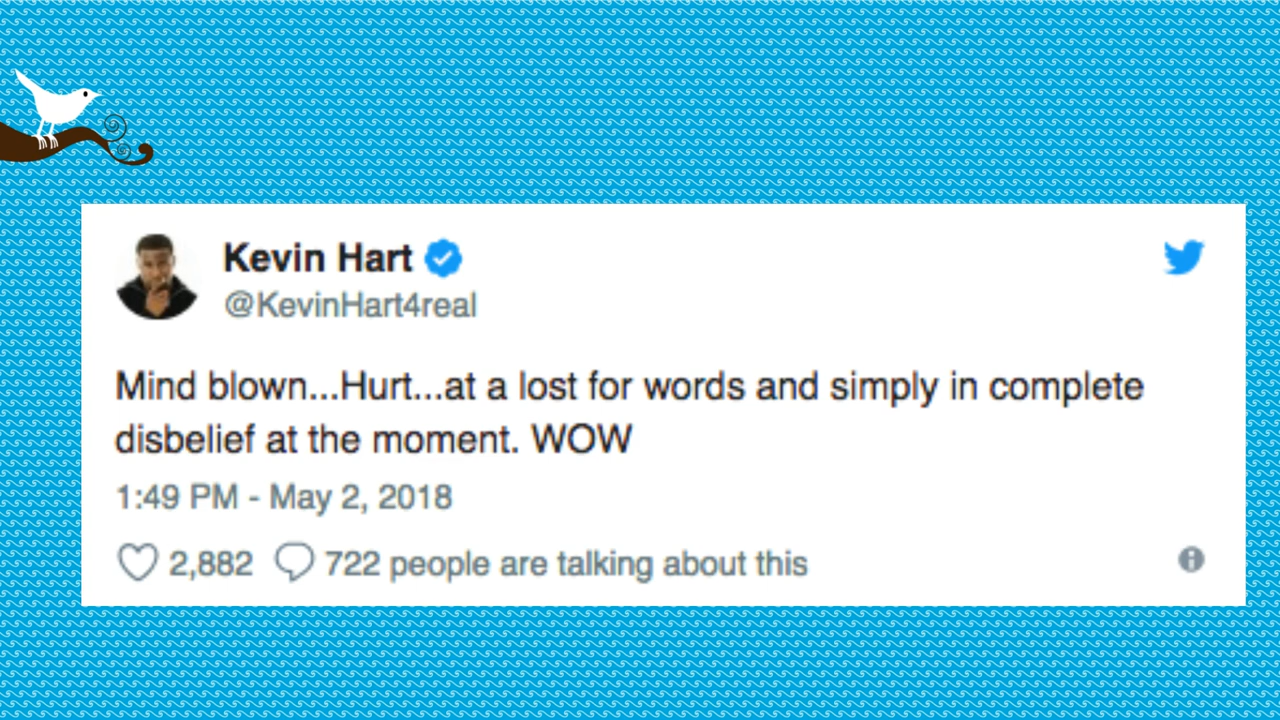 Kevin Hart
@KevinHart4real
Mind blown...Hurt...at a lost for words and simply in complete
disbelief at the moment. WOW
1:49 PM - May 2, 2018
2,882 722 people are talking about this